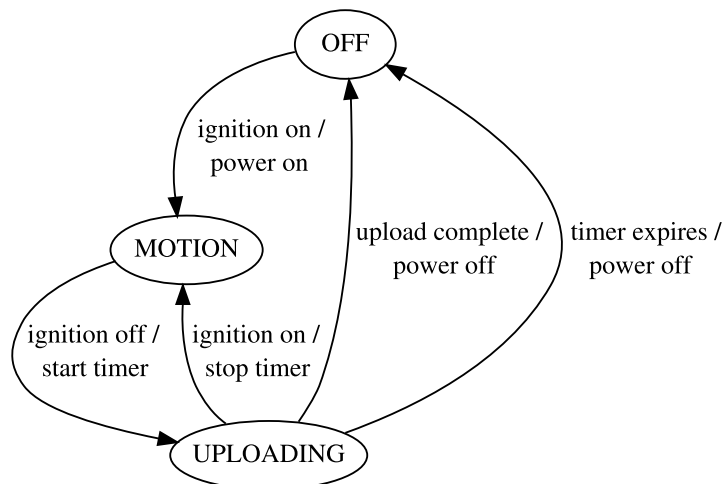 OFF
ignition on /
power on
upload complete /
power off
timer expires /
power off
MOTION
ignition off /
start timer
ignition on /
stop timer
UPLOADING